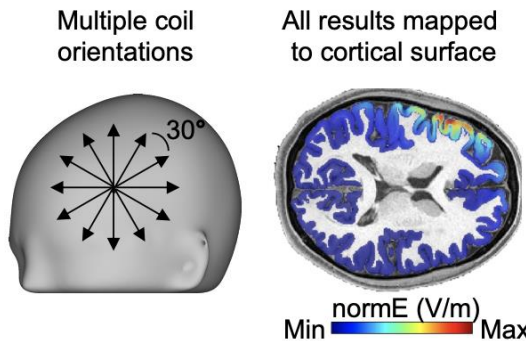 Multiple coil
orientations
30°
All results mapped
to cortical surface
normE (V/m)
Min Max